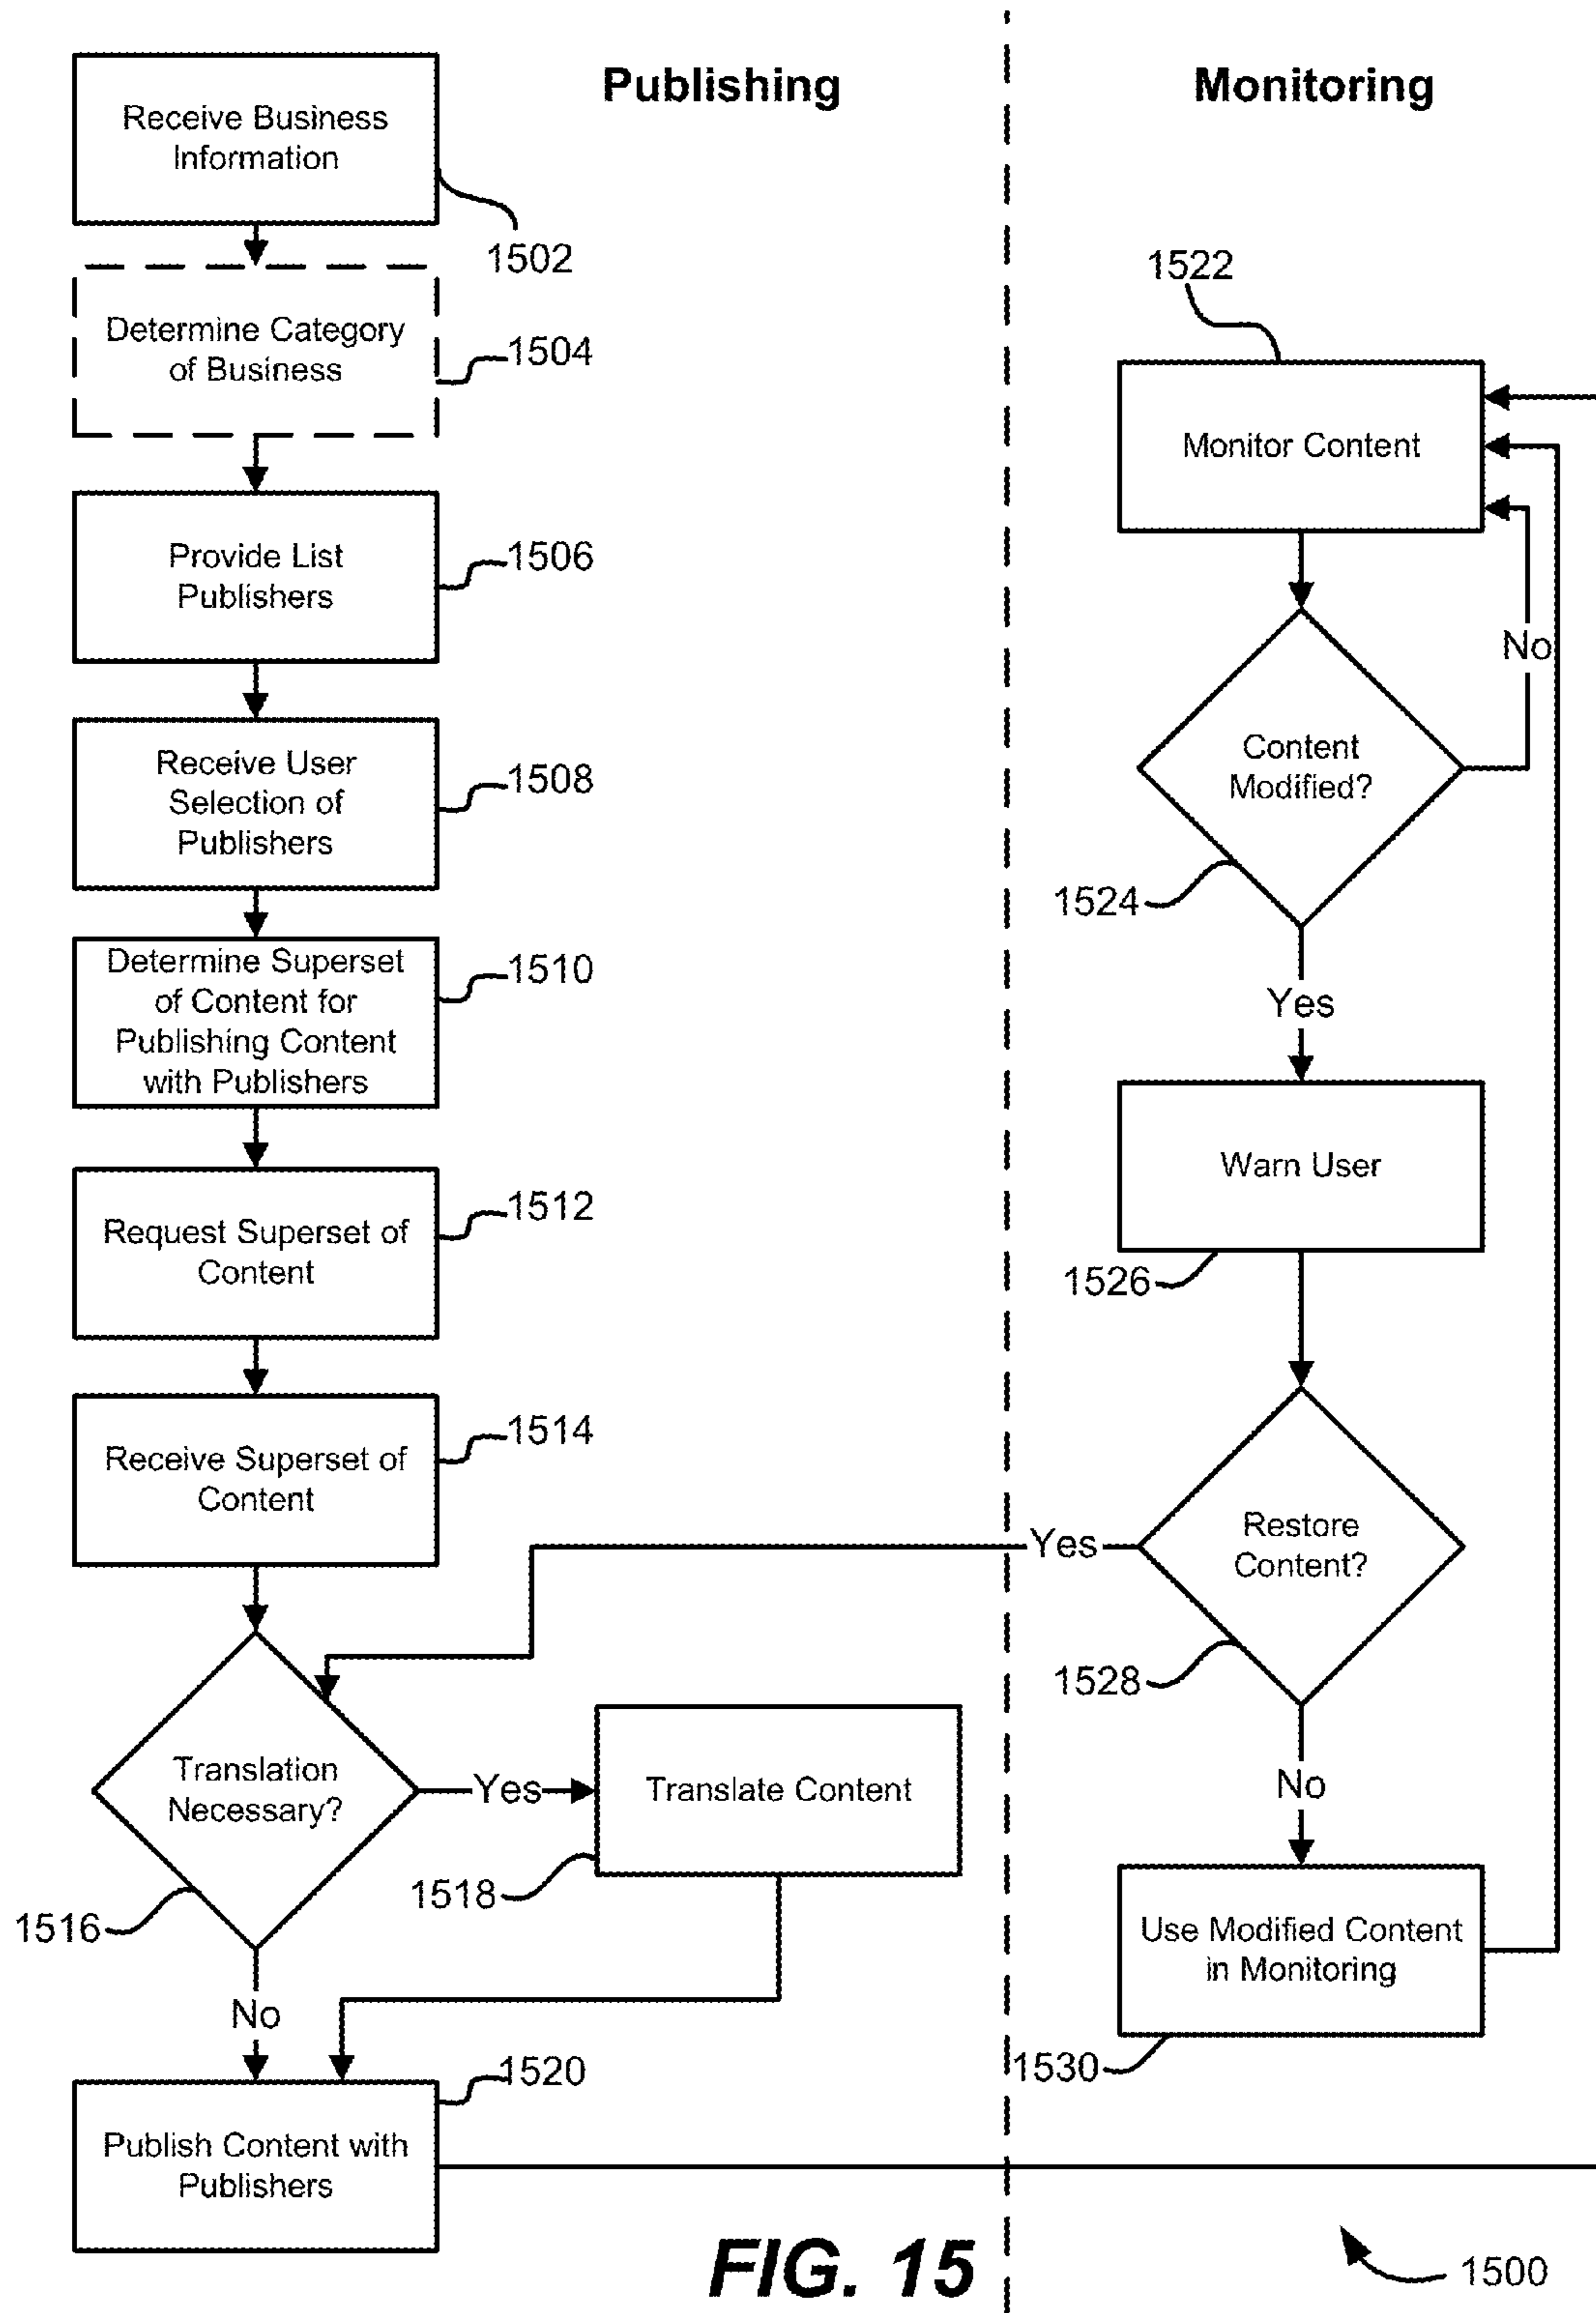 Publishing
Receive Business
Information
1502
Determine Category
of Business
1504
Provide List
Publishers
1506
Receive User
Selection of
Publishers
1508
Determine Superset
of Content for
Publishing Content
with Publishers
1510
Request Superset of
Content
1512
Receive Superset of
Content
1514
Translation
Necessary?
1516
Yes
Translate Content
1518
No
Publish Content with
Publishers
1520
Monitoring
1522
Monitor Content
No
Content
Modified?
1524
Yes
Warn User
1526
Yes
Restore
Content?
1528
No
Use Modified Content
in Monitoring
1530
FIG. 15
1500